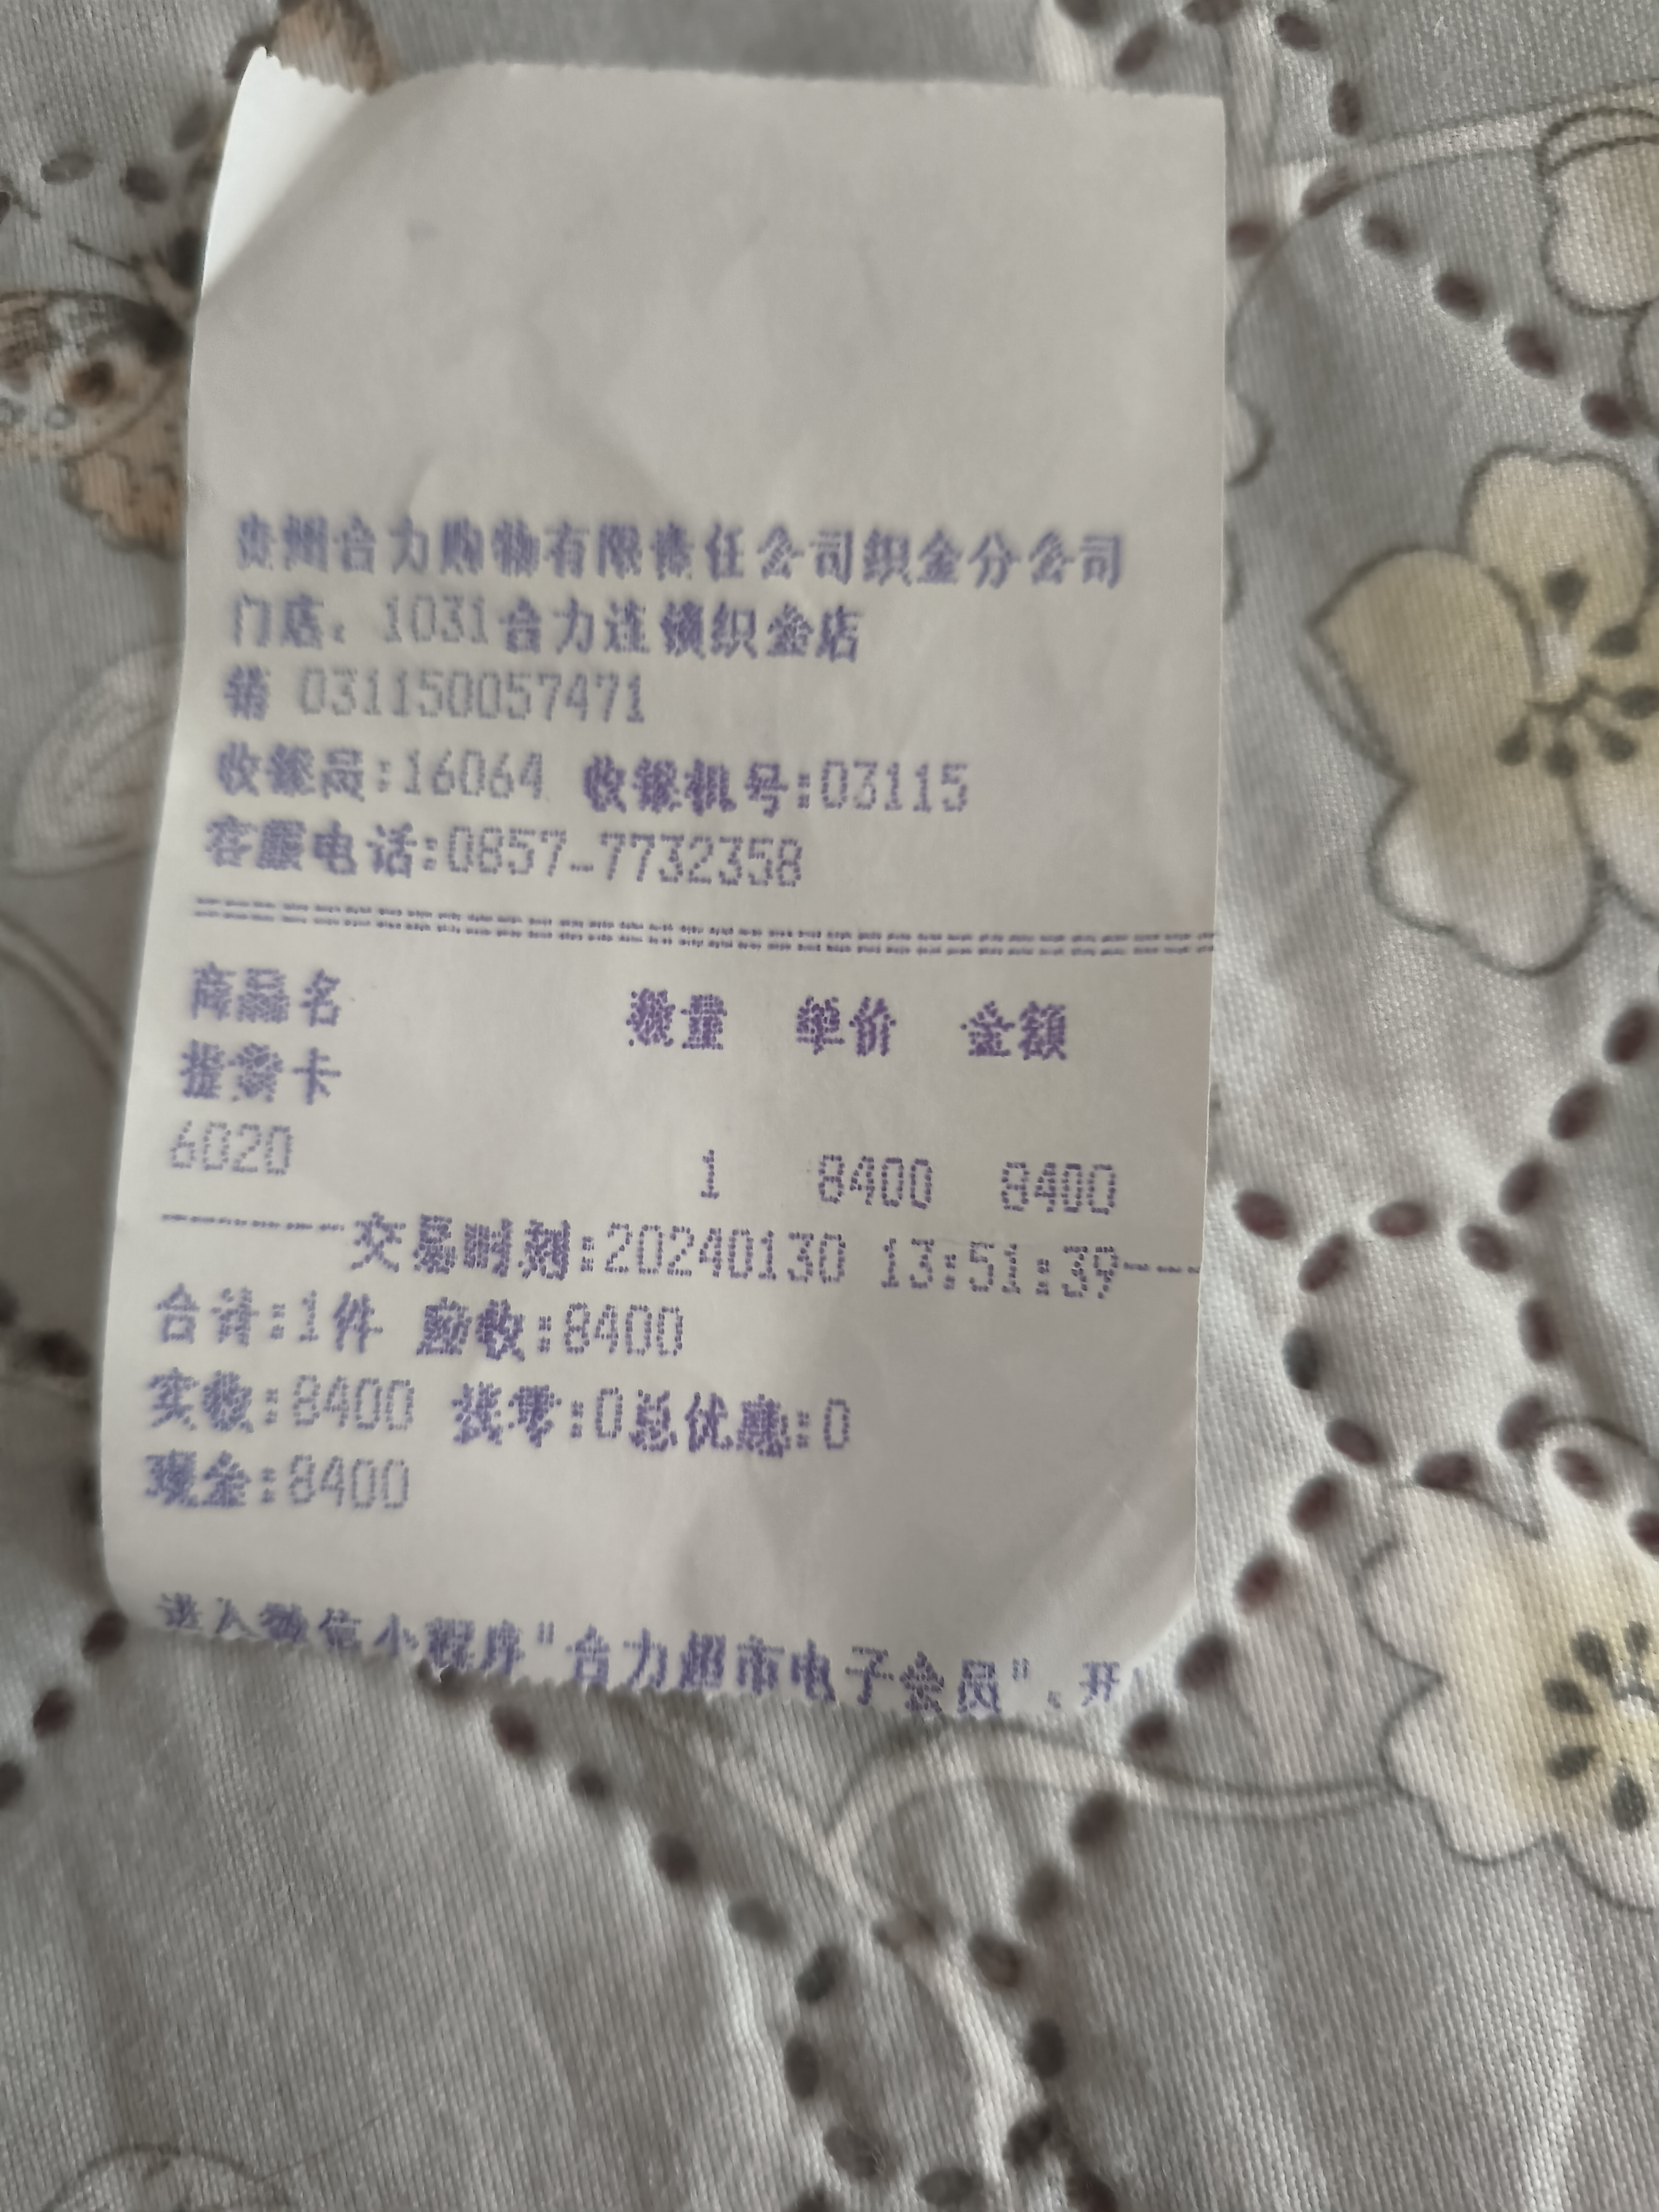 贵州合力购物有限责任公司织金分公司
门店: 1031合力连锁织金店
销 031150057471
收银员:16064 收银机号:03115
客服电话:0857-7732358
商品名 数量 单价 金额
提货卡
6020 1 8400 8400
交易时刻:20240130 13:51:39
合计:1件 应收:8400
实收:8400 找零:0总优惠:0
现金:8400
进入微信小程序"合力超市电子会员",开